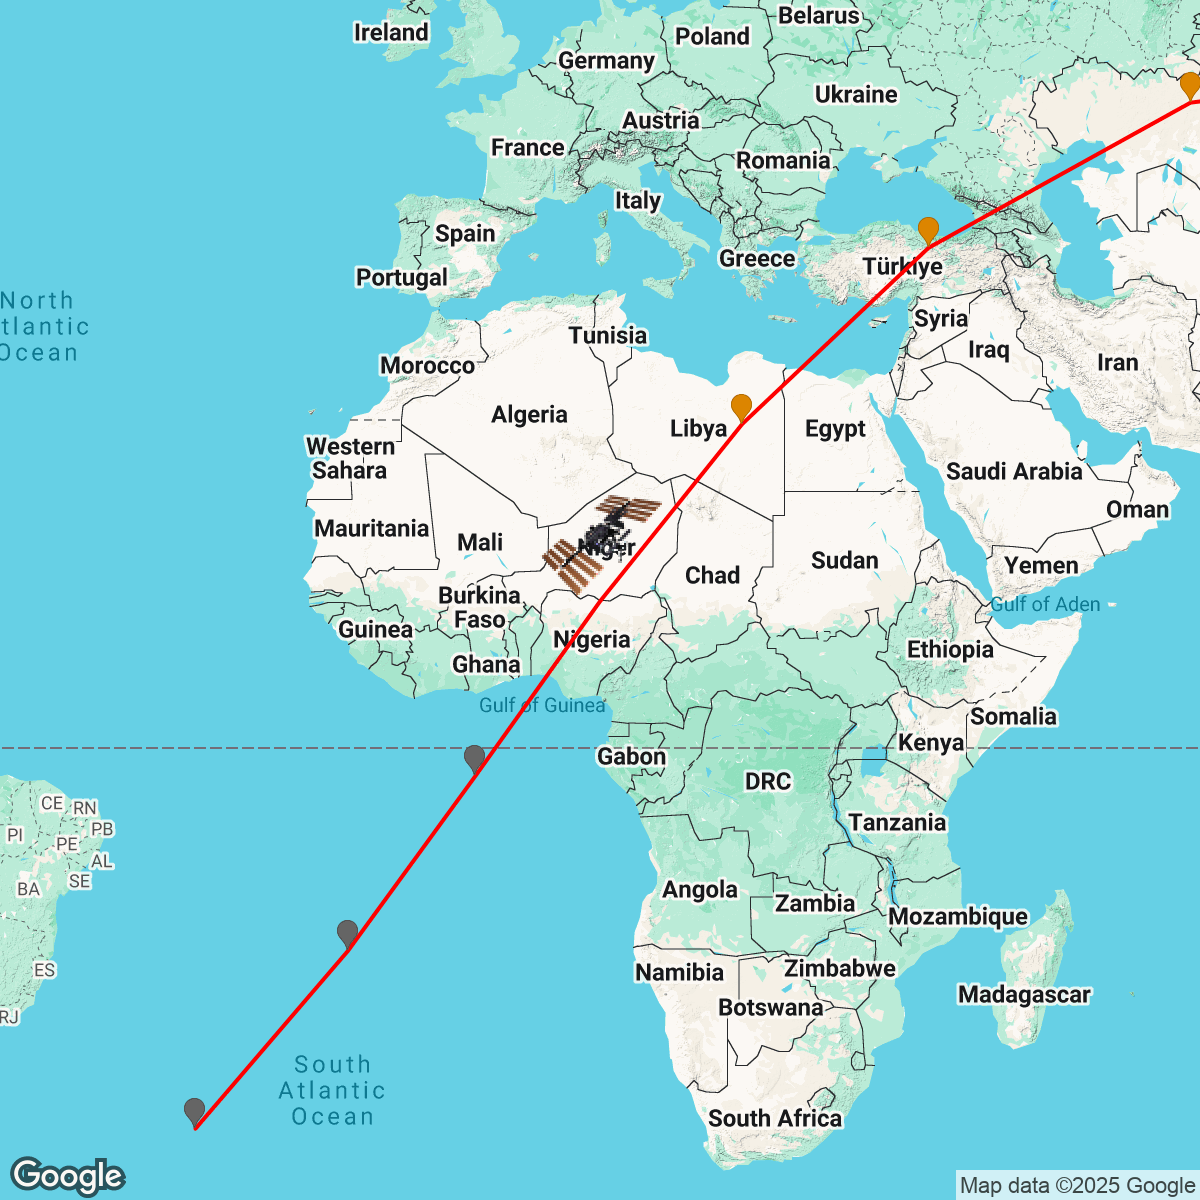 Belarus
Ireland
Poland
Germany
Ukraine
Austria
France
Romania
Italy
Spain
Greece
Türkiye
Portugal
North
tlantic
Ocean
Syria
Tunisia
Iraq
Iran
Morocco
Algeria
Libya
Egypt
Western
Sahara
Saudi Arabia
Oman
Mauritania
Mali
Niger
Sudan
Yemen
Chad
Burkina
Faso
Gulf of Aden
Guinea
Nigeria
Ethiopia
Ghana
Gulf of Guinea
Somalia
Kenya
Gabon
DRC
CE
RN
PB
PI
PE
AL
Tanzania
SE
BA
Angola
Zambia
Mozambique
ES
Namibia
Zimbabwe
Madagascar
Botswana
RJ
South
Atlantic
Ocean
South Africa
Google
Map data ©2025 Google